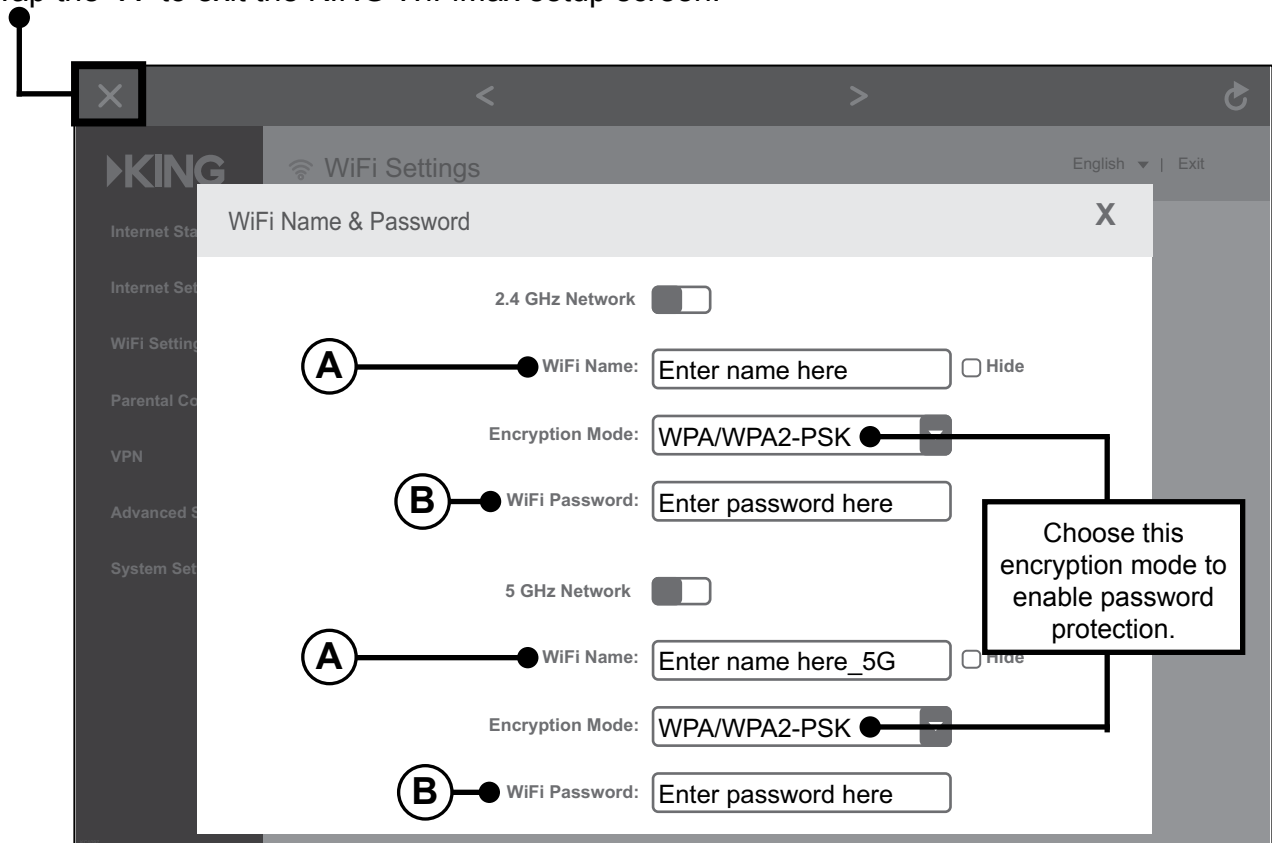 to exit the KING WiFiMax setup screen.
X < >
KING
WiFi Settings
English | Exit
WiFi Name & Password
X
Internet Sta
Internet Set
WiFi Setting
Parental Co
VPN
Advanced S
System Set
2.4 GHz Network
A
WiFi Name:
Enter name here
Hide
Encryption Mode:
WPA/WPA2-PSK
B
WiFi Password:
Enter password here
Choose this
encryption mode to
enable password
protection.
5 GHz Network
A
WiFi Name:
Enter name here_5G
Hide
Encryption Mode:
WPA/WPA2-PSK
B
WiFi Password:
Enter password here